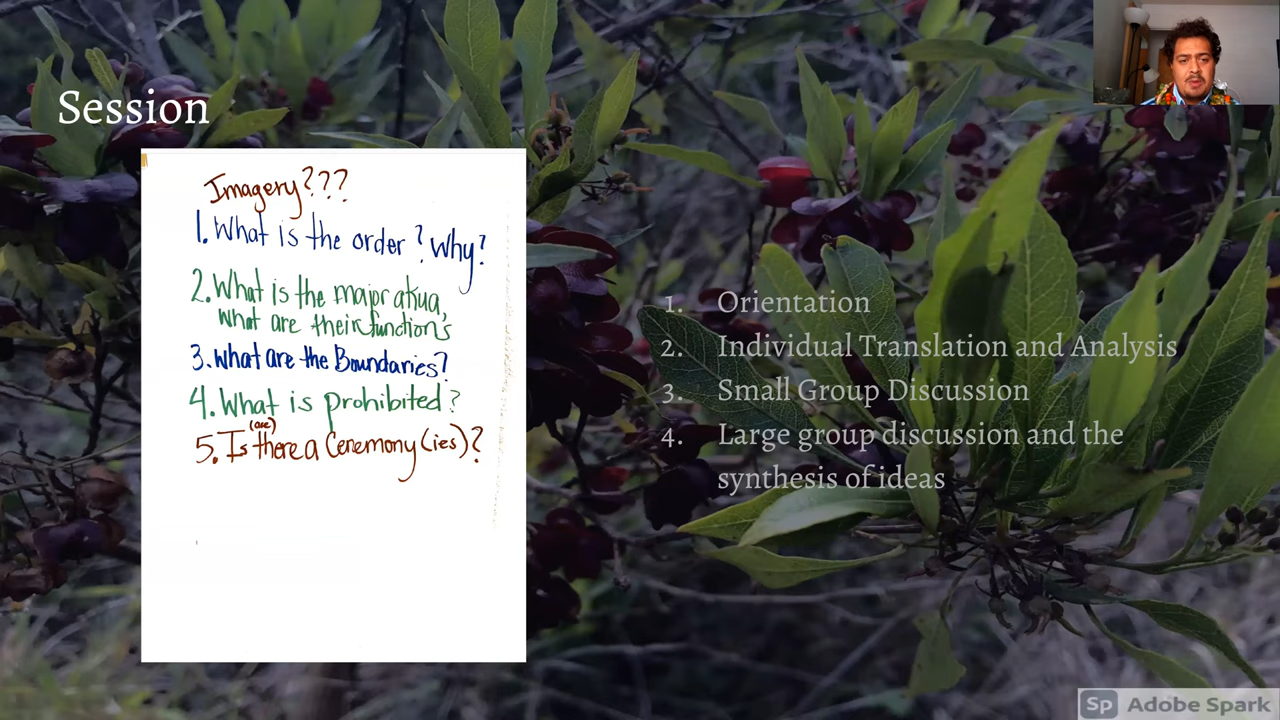 Session
Imagery???
1. What is the order? Why?
2. What is the major akua,
What are their functions
3. What are the Boundaries?
4. What is prohibited?
(are)
5. Is there a Ceremony(ies)?
1. Orientation
2. Individual Translation and Analysis
3. Small Group Discussion
4. Large group discussion and the
synthesis of ideas
Sp Adobe Spark